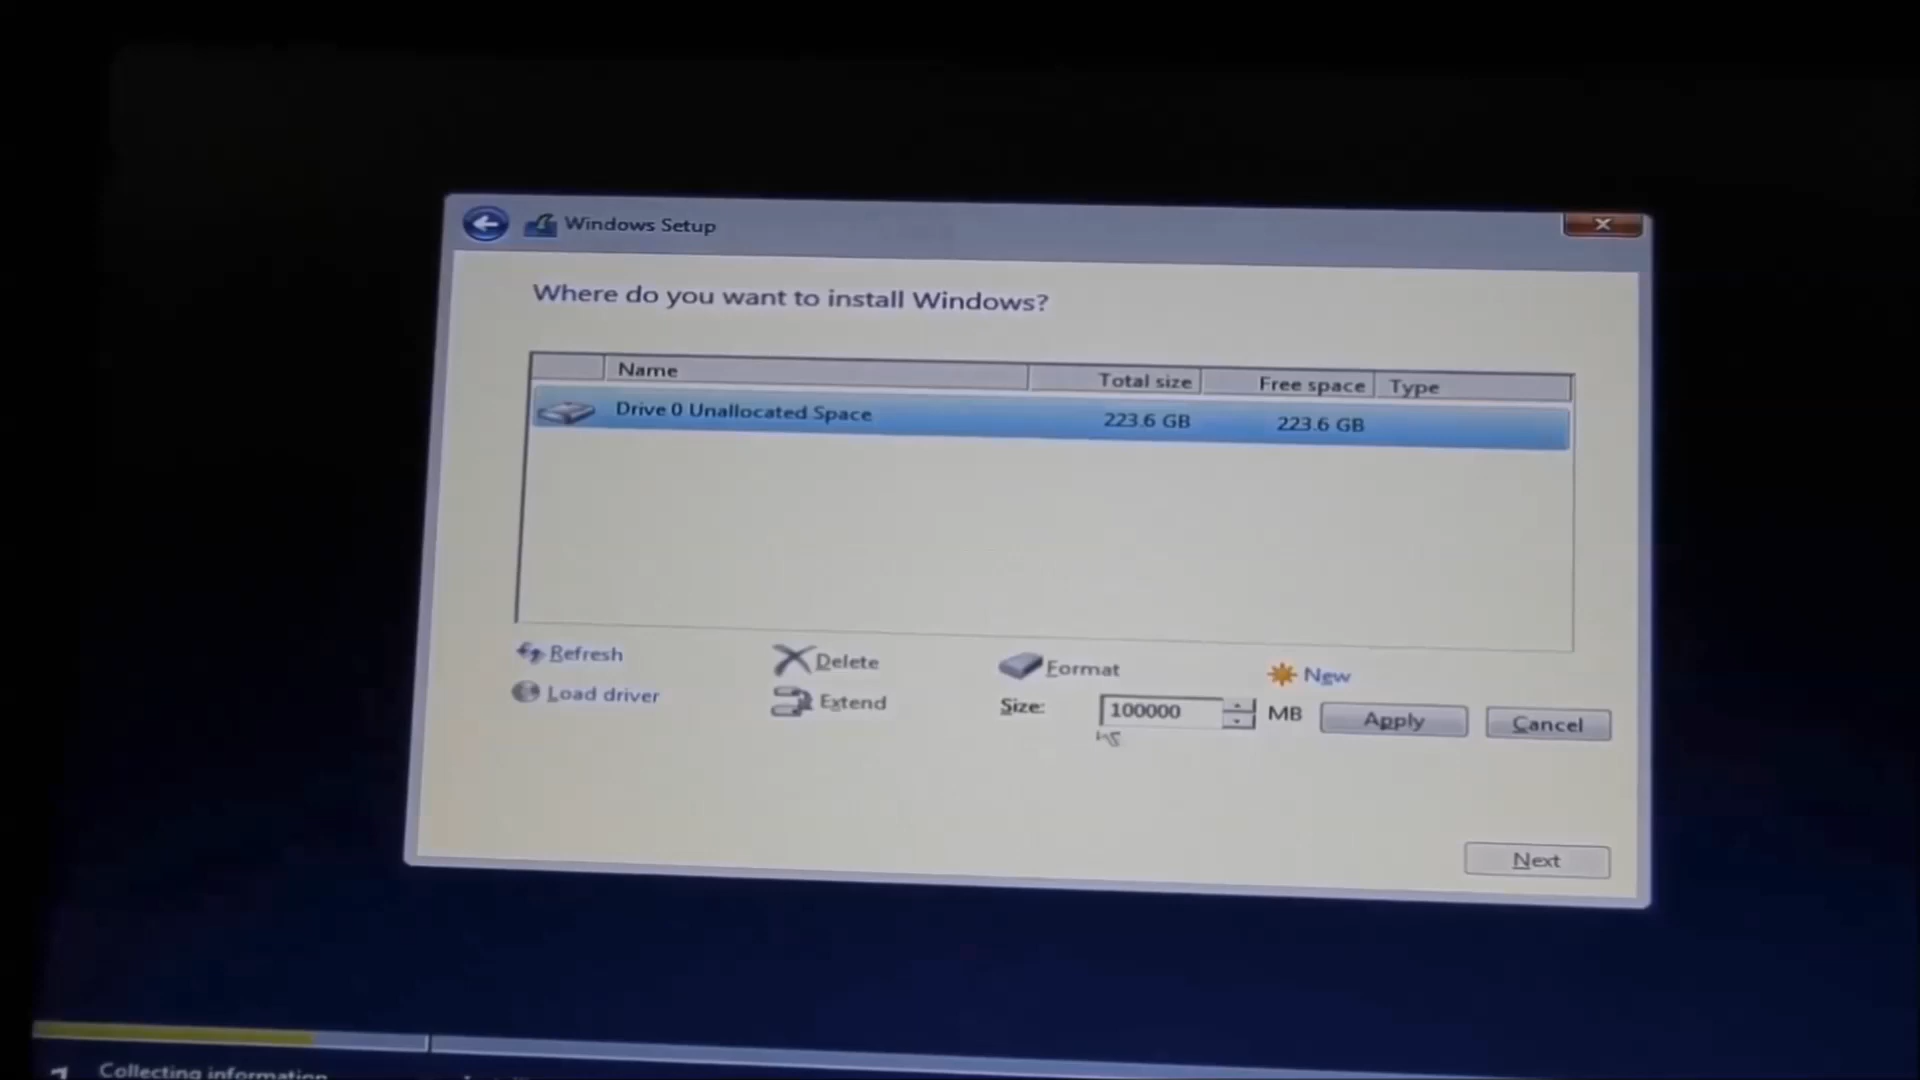 Windows Setup
Where do you want to install Windows?
Name Total size Free space Type
Drive 0 Unallocated Space 223.6 GB 223.6 GB
Refresh Delete Format New
Load driver Extend Size: 100000 MB Apply Cancel
Next
Collecting information